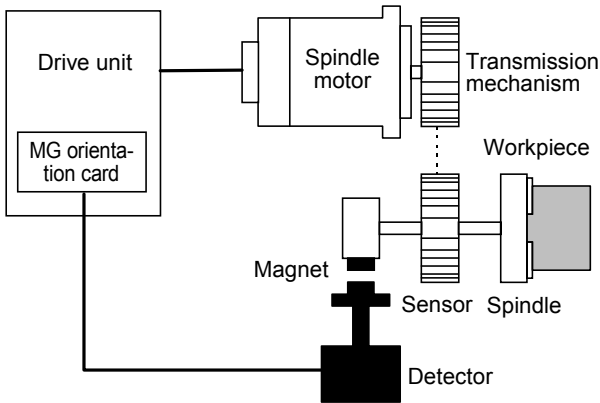 Drive unit
Spindle
motor
Transmission
mechanism
MG orienta-
tion card
Workpiece
Magnet
Sensor
Spindle
Detector